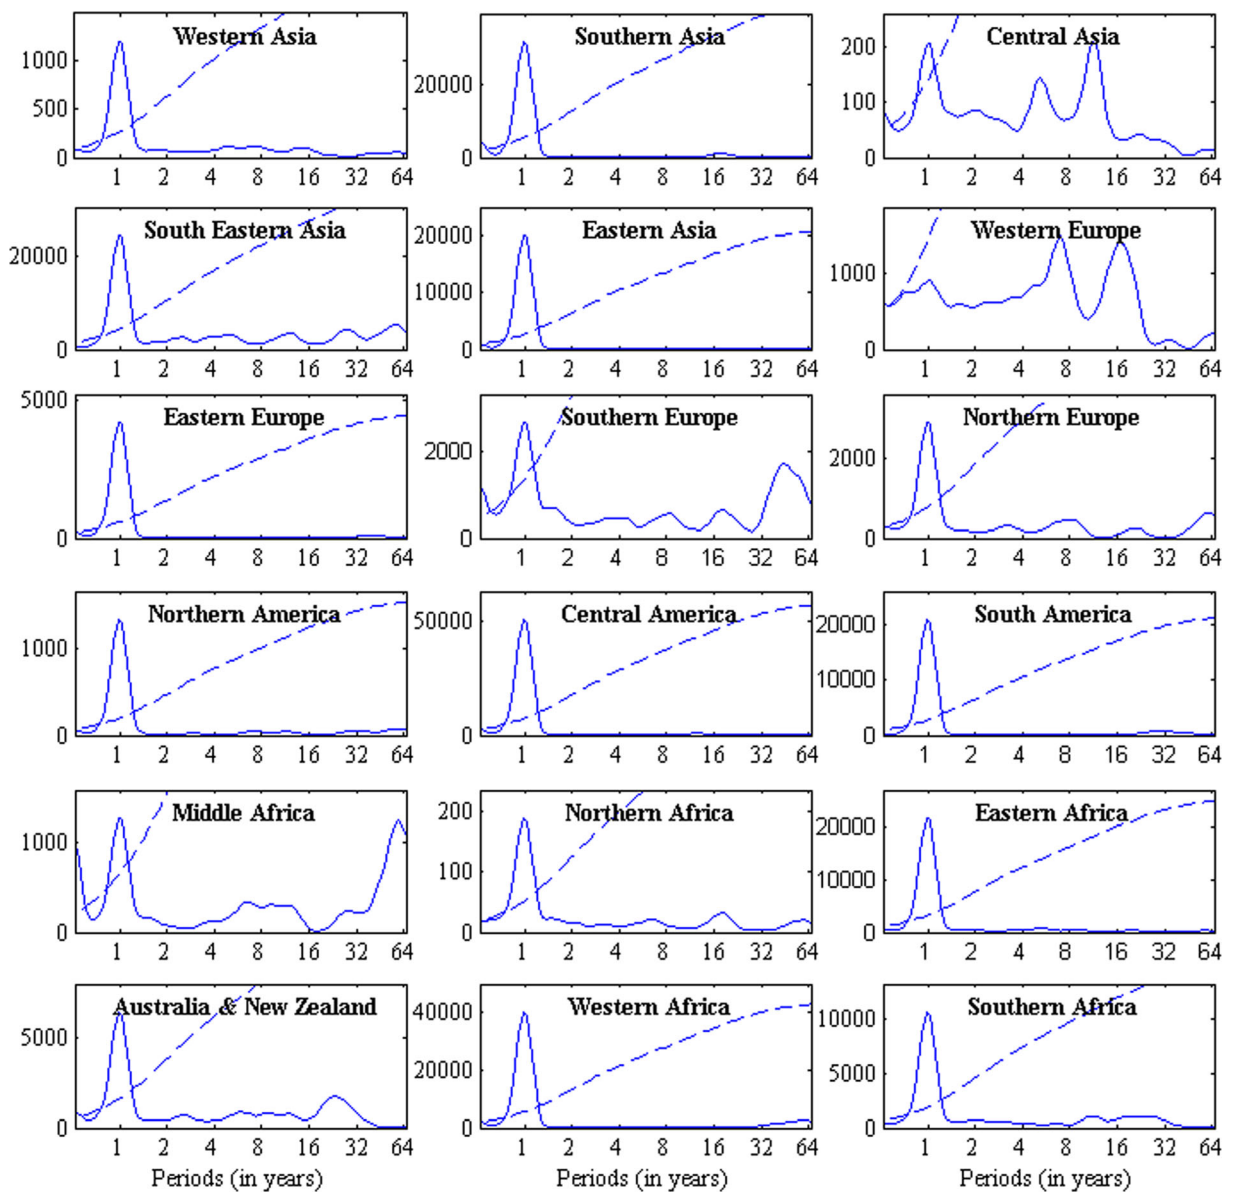 Western Asia
1000
500
0
1 2 4 8 16 32 64
Southern Asia
20000
0
1 2 4 8 16 32 64
Central Asia
200
100
0
1 2 4 8 16 32 64
South Eastern Asia
20000
0
1 2 4 8 16 32 64
Eastern Asia
20000
10000
0
1 2 4 8 16 32 64
Western Europe
1000
0
1 2 4 8 16 32 64
Eastern Europe
5000
0
1 2 4 8 16 32 64
Southern Europe
2000
0
1 2 4 8 16 32 64
Northern Europe
2000
0
1 2 4 8 16 32 64
Northern America
1000
0
1 2 4 8 16 32 64
Central America
50000
0
1 2 4 8 16 32 64
South America
20000
10000
0
1 2 4 8 16 32 64
Middle Africa
1000
0
1 2 4 8 16 32 64
Northern Africa
200
100
0
1 2 4 8 16 32 64
Eastern Africa
20000
10000
0
1 2 4 8 16 32 64
Australia & New Zealand
5000
0
1 2 4 8 16 32 64
Periods (in years)
Western Africa
40000
20000
0
1 2 4 8 16 32 64
Periods (in years)
Southern Africa
10000
5000
0
1 2 4 8 16 32 64
Periods (in years)